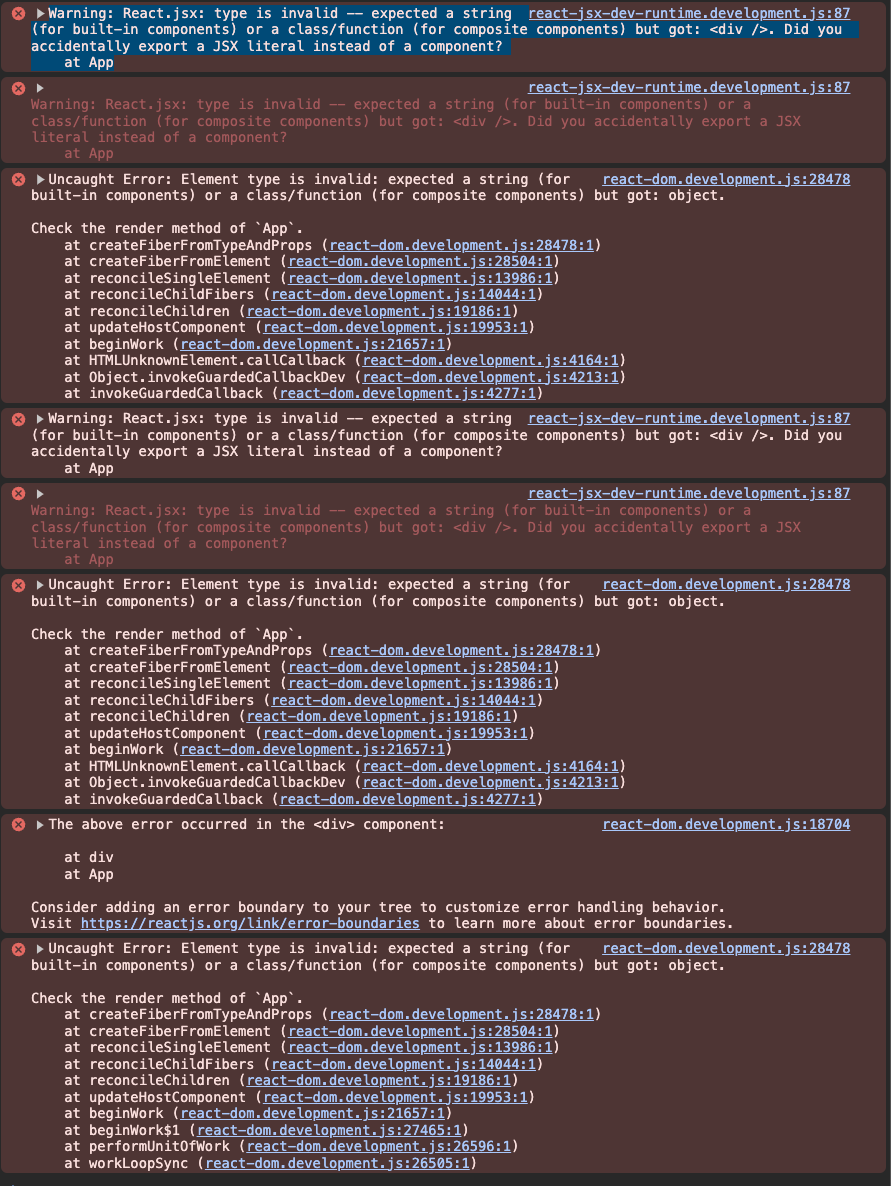 Warning: React.jsx: type is invalid -- expected a string react-jsx-dev-runtime.development.js:87
(for built-in components) or a class/function (for composite components) but got: <div />. Did you
accidentally export a JSX literal instead of a component?
at App
react-jsx-dev-runtime.development.js:87
Warning: React.jsx: type is invalid -- expected a string (for built-in components) or a
class/function (for composite components) but got: <div />. Did you accidentally export a JSX
literal instead of a component?
at App
Uncaught Error: Element type is invalid: expected a string (for react-dom.development.js:28478
built-in components) or a class/function (for composite components) but got: object.
Check the render method of `App`.
at createFiberFromTypeAndProps (react-dom.development.js:28478:1)
at createFiberFromElement (react-dom.development.js:28504:1)
at reconcileSingleElement (react-dom.development.js:13986:1)
at reconcileChildFibers (react-dom.development.js:14044:1)
at reconcileChildren (react-dom.development.js:19186:1)
at updateHostComponent (react-dom.development.js:19953:1)
at beginWork (react-dom.development.js:21657:1)
at HTMLUnknownElement.callCallback (react-dom.development.js:4164:1)
at Object.invokeGuardedCallbackDev (react-dom.development.js:4213:1)
at invokeGuardedCallback (react-dom.development.js:4277:1)
Warning: React.jsx: type is invalid -- expected a string react-jsx-dev-runtime.development.js:87
(for built-in components) or a class/function (for composite components) but got: <div />. Did you
accidentally export a JSX literal instead of a component?
at App
react-jsx-dev-runtime.development.js:87
Warning: React.jsx: type is invalid -- expected a string (for built-in components) or a
class/function (for composite components) but got: <div />. Did you accidentally export a JSX
literal instead of a component?
at App
Uncaught Error: Element type is invalid: expected a string (for react-dom.development.js:28478
built-in components) or a class/function (for composite components) but got: object.
Check the render method of `App`.
at createFiberFromTypeAndProps (react-dom.development.js:28478:1)
at createFiberFromElement (react-dom.development.js:28504:1)
at reconcileSingleElement (react-dom.development.js:13986:1)
at reconcileChildFibers (react-dom.development.js:14044:1)
at reconcileChildren (react-dom.development.js:19186:1)
at updateHostComponent (react-dom.development.js:19953:1)
at beginWork (react-dom.development.js:21657:1)
at HTMLUnknownElement.callCallback (react-dom.development.js:4164:1)
at Object.invokeGuardedCallbackDev (react-dom.development.js:4213:1)
at invokeGuardedCallback (react-dom.development.js:4277:1)
The above error occurred in the <div> component: react-dom.development.js:18704
at div
at App
Consider adding an error boundary to your tree to customize error handling behavior.
Visit https://reactjs.org/link/error-boundaries to learn more about error boundaries.
Uncaught Error: Element type is invalid: expected a string (for react-dom.development.js:28478
built-in components) or a class/function (for composite components) but got: object.
Check the render method of `App`.
at createFiberFromTypeAndProps (react-dom.development.js:28478:1)
at createFiberFromElement (react-dom.development.js:28504:1)
at reconcileSingleElement (react-dom.development.js:13986:1)
at reconcileChildFibers (react-dom.development.js:14044:1)
at reconcileChildren (react-dom.development.js:19186:1)
at updateHostComponent (react-dom.development.js:19953:1)
at beginWork (react-dom.development.js:21657:1)
at beginWork$1 (react-dom.development.js:27465:1)
at performUnitOfWork (react-dom.development.js:26596:1)
at workLoopSync (react-dom.development.js:26505:1)